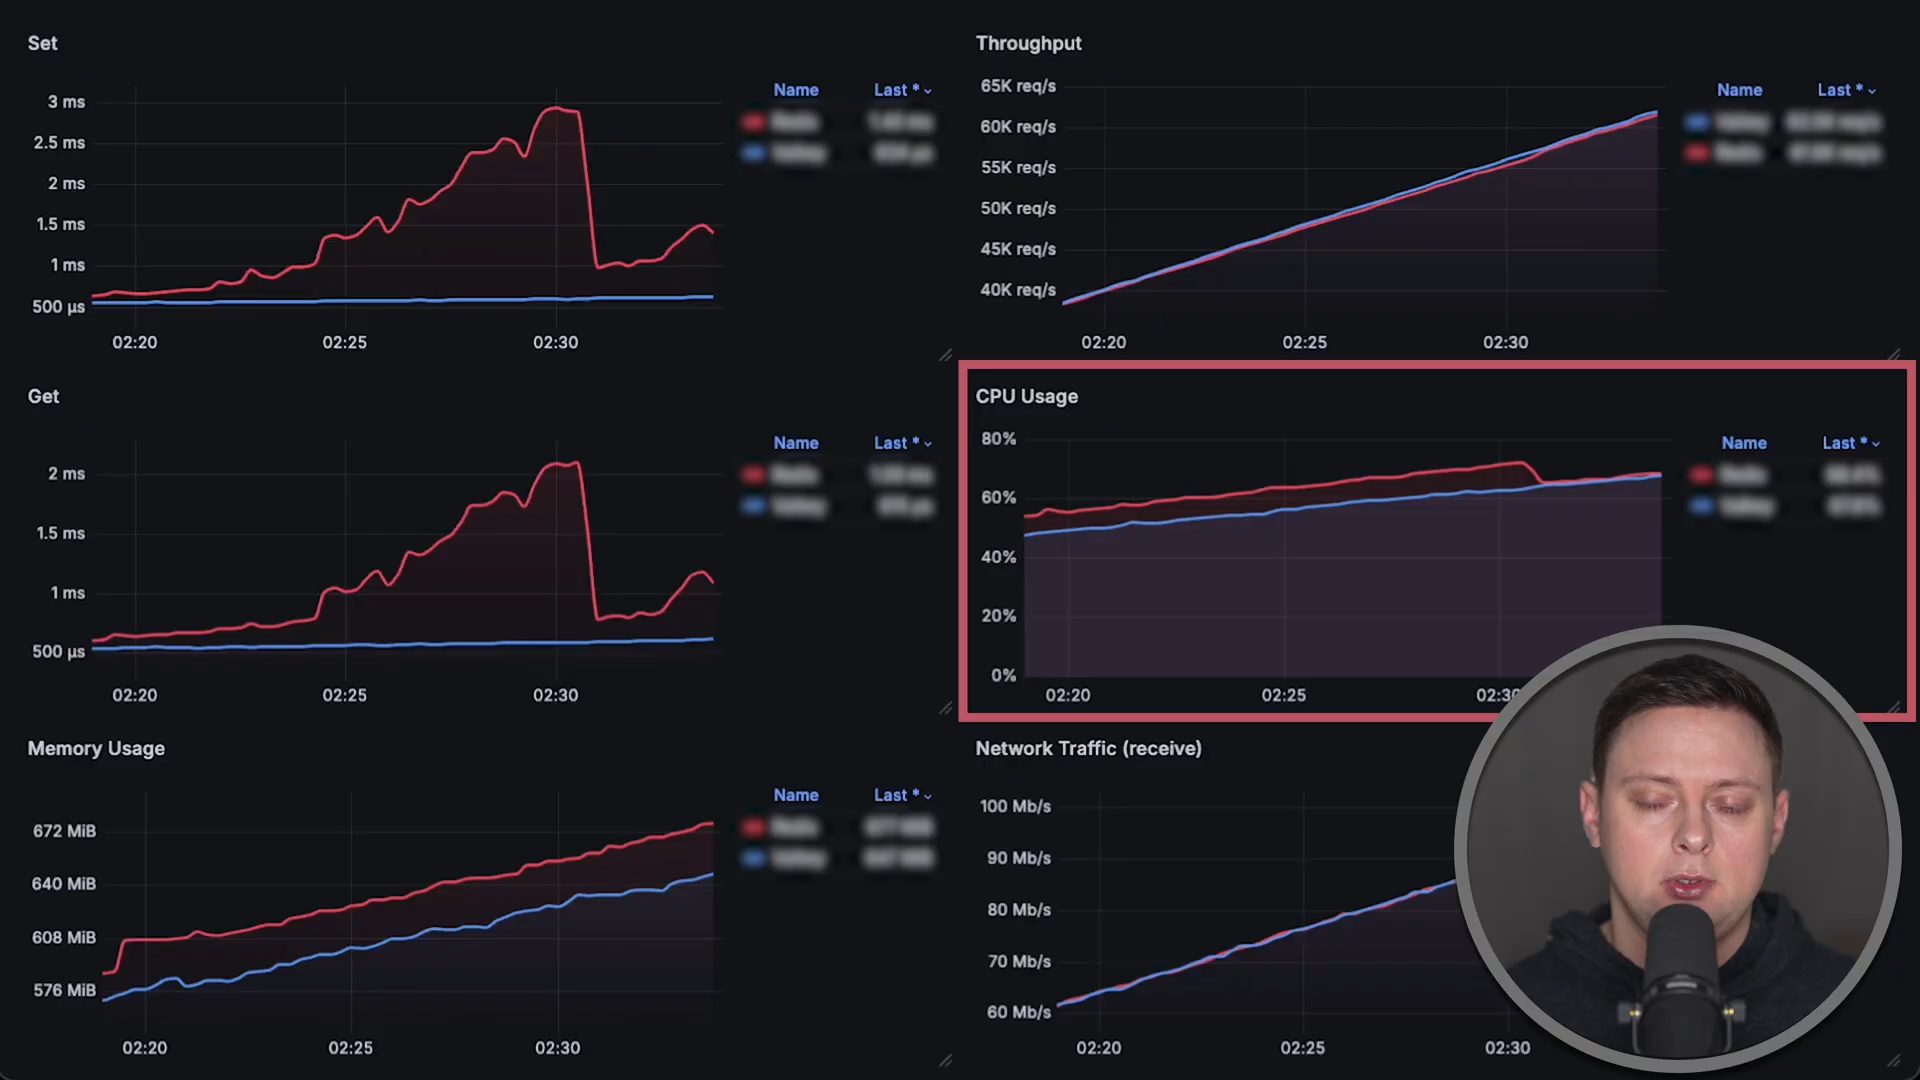 Set
Name Last *
3 ms
2.5 ms
2 ms
1.5 ms
1 ms
500 µs
02:20 02:25 02:30
Throughput
Name Last *
65K req/s
60K req/s
55K req/s
50K req/s
45K req/s
40K req/s
02:20 02:25 02:30
Get
Name Last *
2 ms
1.5 ms
1 ms
500 µs
02:20 02:25 02:30
CPU Usage
Name Last *
80%
60%
40%
20%
0%
02:20 02:25 02:30
Memory Usage
Name Last *
672 MiB
640 MiB
608 MiB
576 MiB
02:20 02:25 02:30
Network Traffic (receive)
100 Mb/s
90 Mb/s
80 Mb/s
70 Mb/s
60 Mb/s
02:20 02:25 02:30